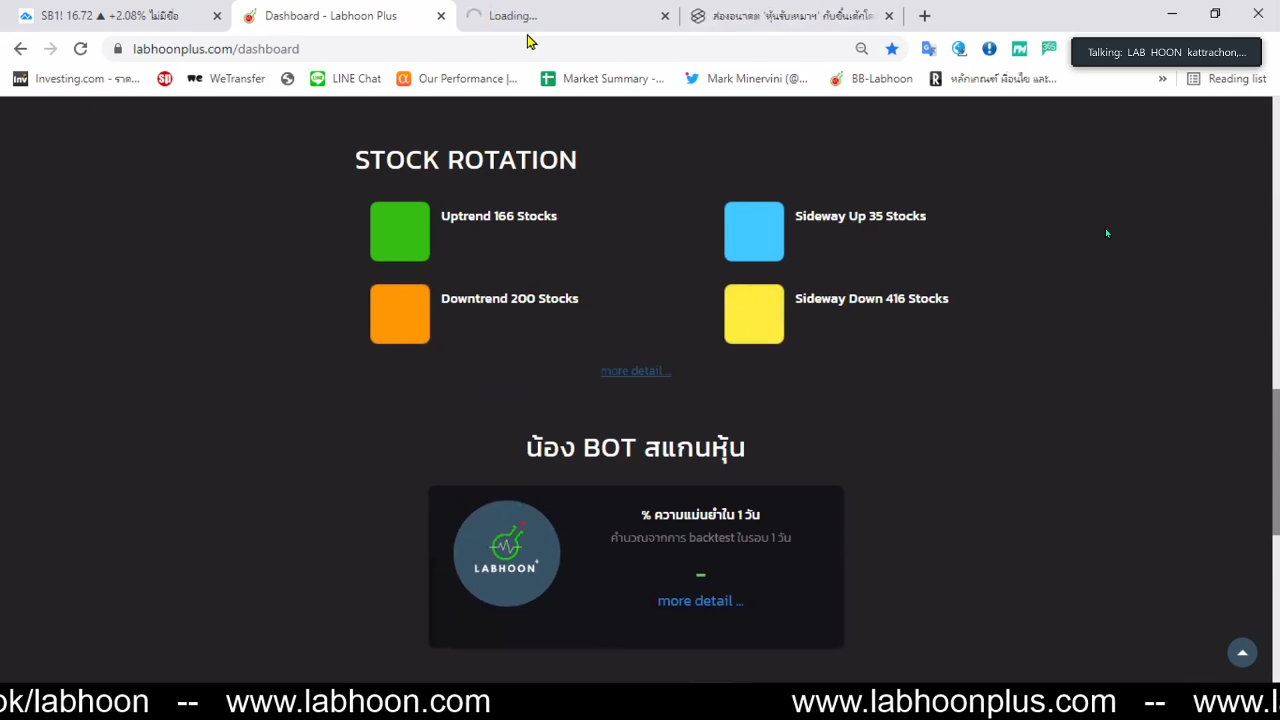 SB1! 16.72 ▲ +2.08% ไม่มีชื่อ
Dashboard - Labhoon Plus
Loading...
labhoonplus.com/dashboard
Talking: LAB HOON kattrachon,...
Inv
Investing.com - ราค...
WeTransfer
LINE Chat
Our Performance |...
Market Summary -...
Mark Minervini (@...
BB-Labhoon
R
Reading list
STOCK ROTATION
Uptrend 166 Stocks
Sideway Up 35 Stocks
Downtrend 200 Stocks
Sideway Down 416 Stocks
more detail ...
น้อง BOT สแกนหุ้น
% ความแม่นยำใน 1 วัน
คำนวณจากการ backtest ในรอบ 1 วัน
-
LABHOON+
more detail ...
ok/labhoon -- www.labhoon.com www.labhoonplus.com -- www.l